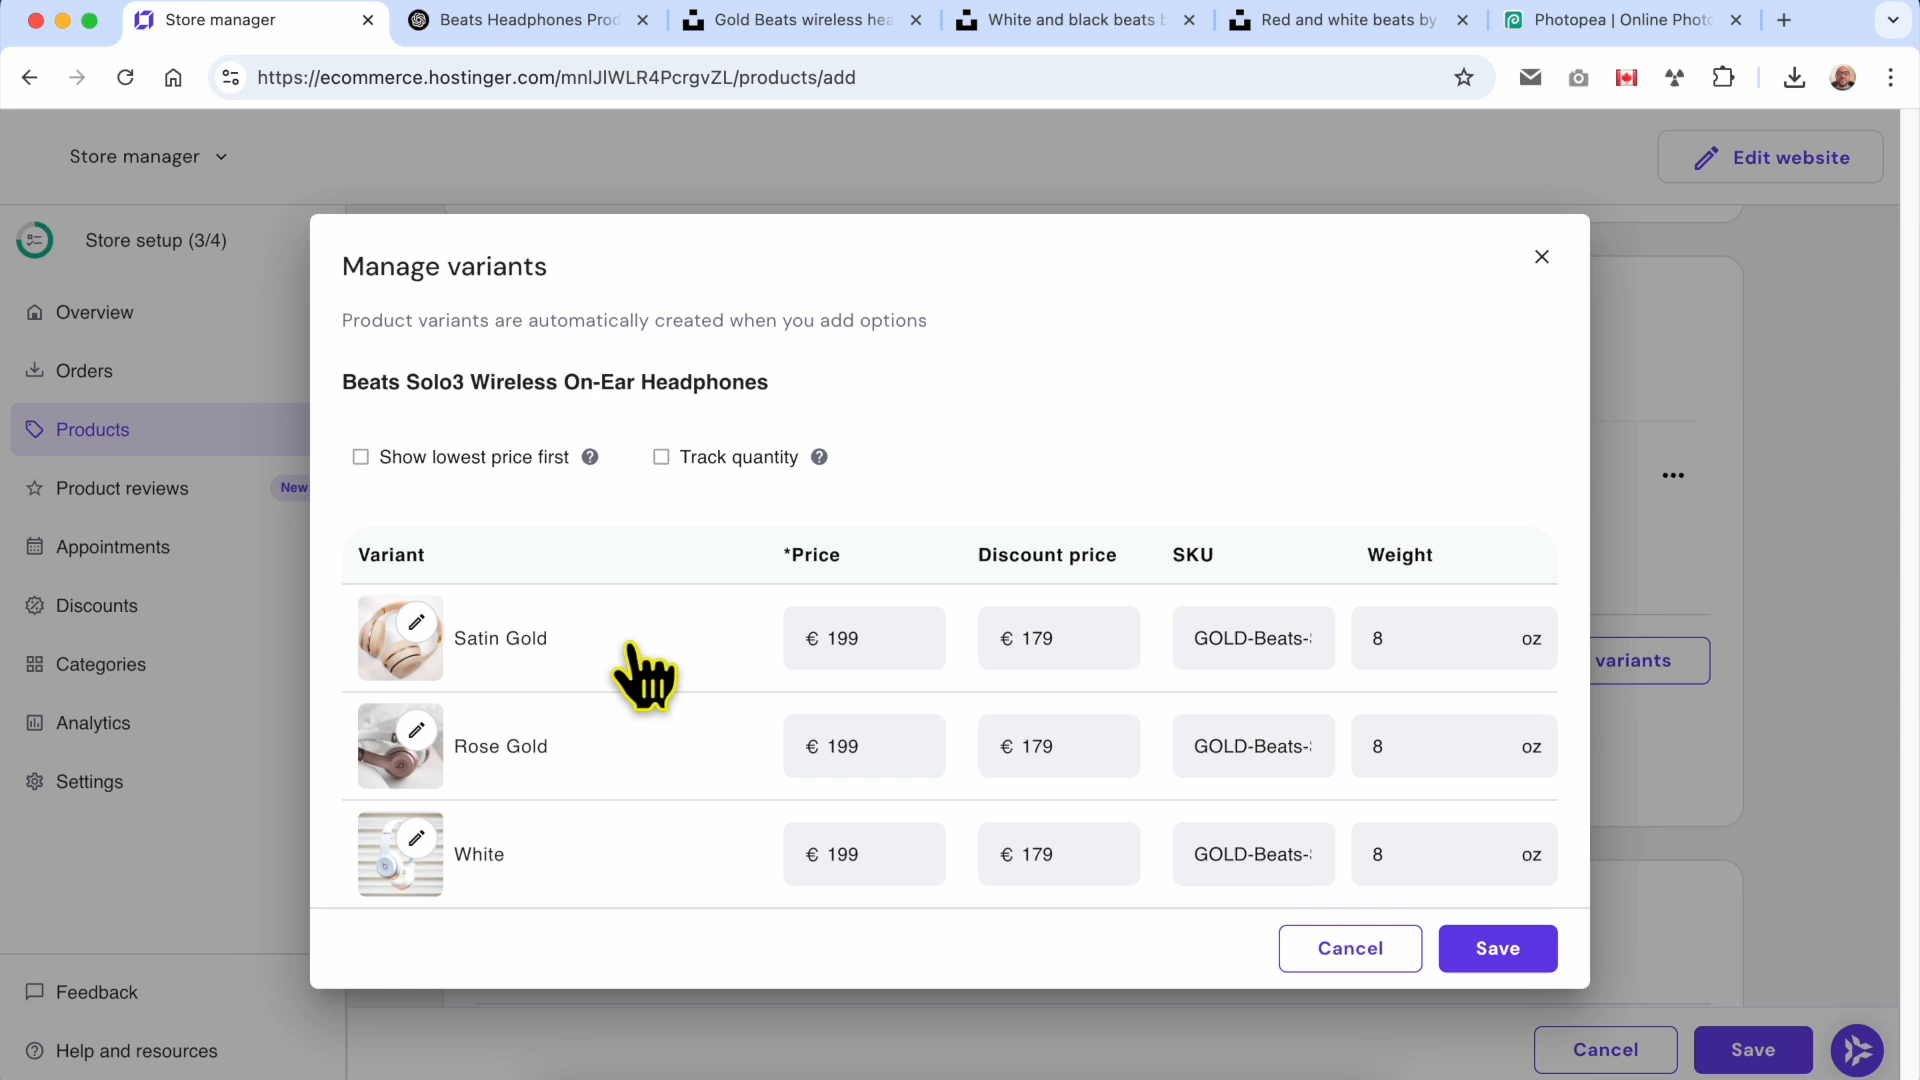 Store manager
Beats Headphones Prod
Gold Beats wireless hea
White and black beats b
Red and white beats by
Photopea | Online Photo
https://ecommerce.hostinger.com/mnlJlWLR4PcrgvZL/products/add
Store manager
Edit website
Store setup (3/4)
Overview
Orders
Products
Product reviews
New
Appointments
Discounts
Categories
Analytics
Settings
Feedback
Help and resources
Manage variants
Product variants are automatically created when you add options
Beats Solo3 Wireless On-Ear Headphones
Show lowest price first
Track quantity
Variant *Price Discount price SKU Weight
Satin Gold € 199 € 179 GOLD-Beats- 8 oz
Rose Gold € 199 € 179 GOLD-Beats- 8 oz
White € 199 € 179 GOLD-Beats- 8 oz
variants
Cancel Save
Cancel Save